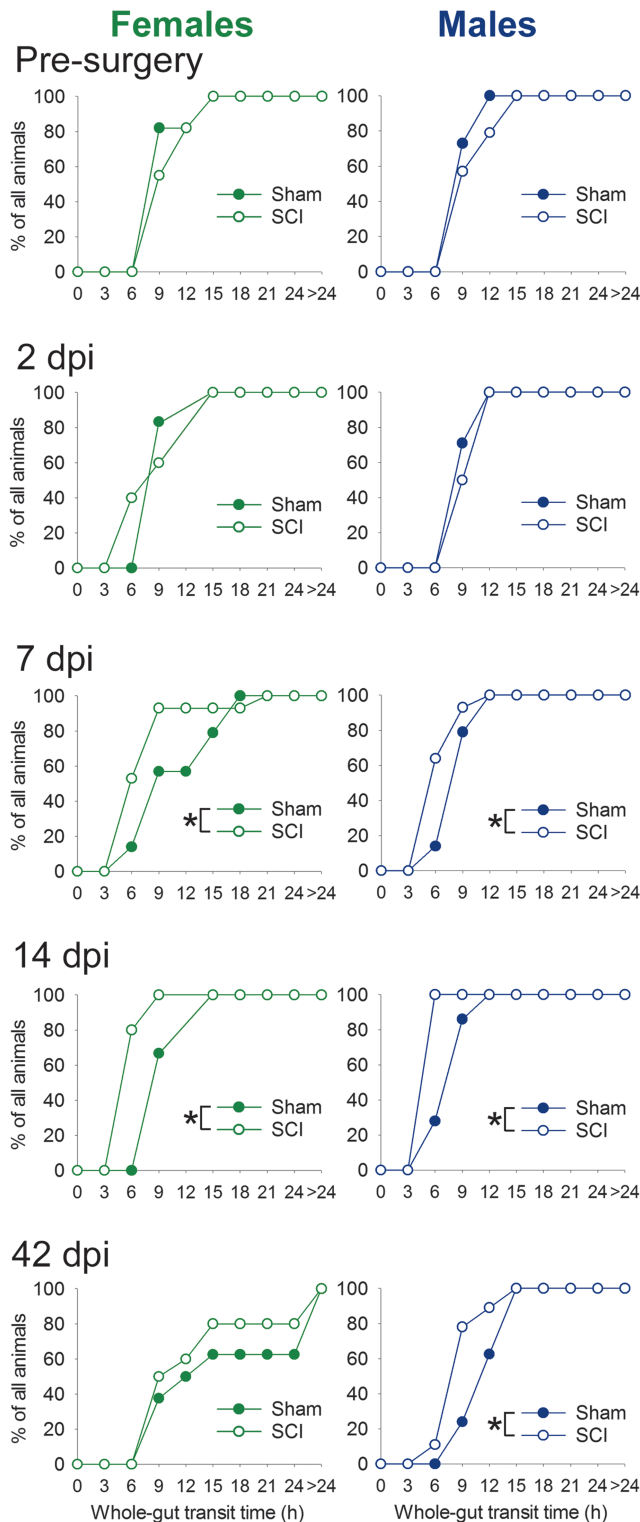 Females Males
Pre-surgery
100 100
80 80
60 60
40 40
20 20
0 0
% of all animals
Sham Sham
SCI SCI
0 3 6 9 12 15 18 21 24 >24 0 3 6 9 12 15 18 21 24 >24
2 dpi
100 100
80 80
60 60
40 40
20 20
0 0
% of all animals
Sham Sham
SCI SCI
0 3 6 9 12 15 18 21 24 >24 0 3 6 9 12 15 18 21 24 >24
7 dpi
100 100
80 80
60 60
40 40
20 20
0 0
% of all animals
* Sham * Sham
SCI SCI
0 3 6 9 12 15 18 21 24 >24 0 3 6 9 12 15 18 21 24 >24
14 dpi
100 100
80 80
60 60
40 40
20 20
0 0
% of all animals
* Sham * Sham
SCI SCI
0 3 6 9 12 15 18 21 24 >24 0 3 6 9 12 15 18 21 24 >24
42 dpi
100 100
80 80
60 60
40 40
20 20
0 0
% of all animals
Sham * Sham
SCI SCI
0 3 6 9 12 15 18 21 24 >24 0 3 6 9 12 15 18 21 24 >24
Whole-gut transit time (h) Whole-gut transit time (h)